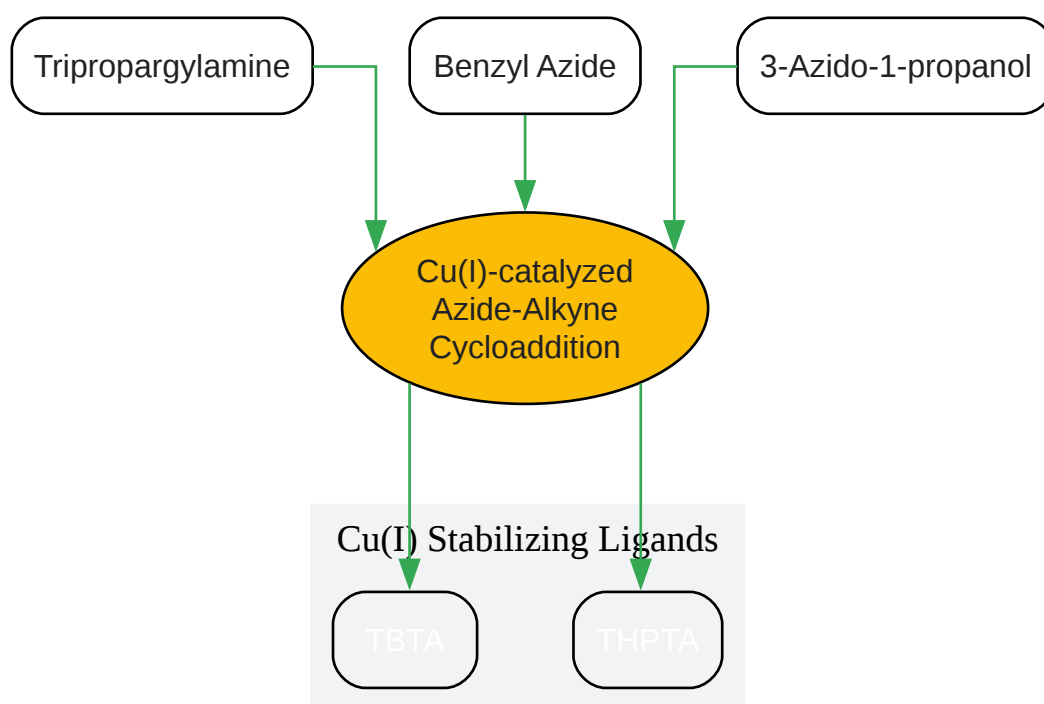 Tripropargylamine
Benzyl Azide
3-Azido-1-propanol
Cu(I)-catalyzed
Azide-Alkyne
Cycloaddition
Cu(I) Stabilizing Ligands
TBTA
THPTA